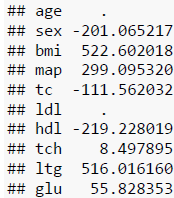 ## age .
## sex -201.065217
## bmi 522.602018
## map 299.095320
## tc -111.562032
## ldl .
## hdl -219.228019
## tch 8.497895
## ltg 516.016160
## glu 55.828353